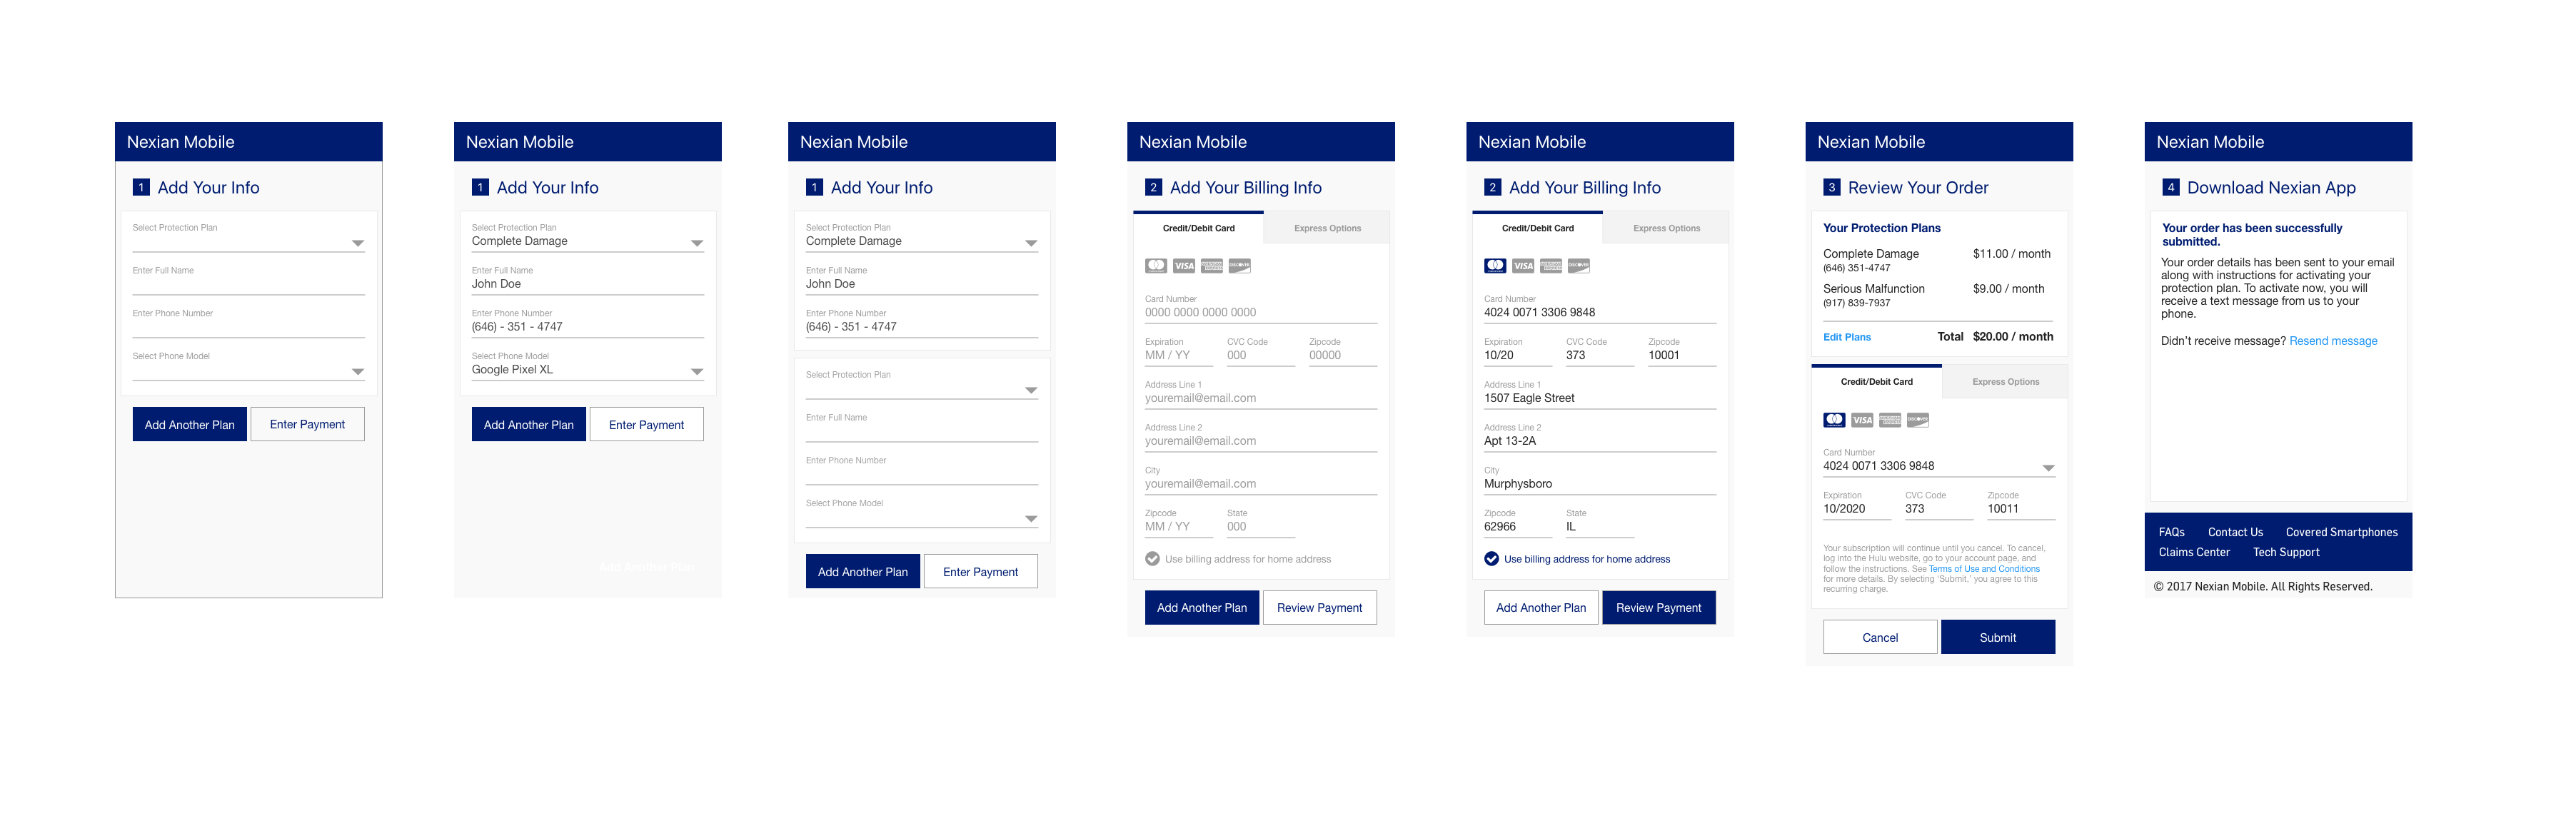 Nexian Mobile
1 Add Your Info
Select Protection Plan
Enter Full Name
Enter Phone Number
Select Phone Model
Add Another Plan Enter Payment
Nexian Mobile
1 Add Your Info
Select Protection Plan
Complete Damage
Enter Full Name
John Doe
Enter Phone Number
(646) - 351 - 4747
Select Phone Model
Google Pixel XL
Add Another Plan Enter Payment
Add Another Plan
Nexian Mobile
1 Add Your Info
Select Protection Plan
Complete Damage
Enter Full Name
John Doe
Enter Phone Number
(646) - 351 - 4747
Select Protection Plan
Enter Full Name
Enter Phone Number
Select Phone Model
Add Another Plan Enter Payment
Nexian Mobile
2 Add Your Billing Info
Credit/Debit Card Express Options
VISA AMERICAN EXPRESS DISCOVER
Card Number
0000 0000 0000 0000
Expiration CVC Code Zipcode
MM / YY 000 00000
Address Line 1
youremail@email.com
Address Line 2
youremail@email.com
City
youremail@email.com
Zipcode State
MM / YY 000
Use billing address for home address
Add Another Plan Review Payment
Nexian Mobile
2 Add Your Billing Info
Credit/Debit Card Express Options
VISA AMERICAN EXPRESS DISCOVER
Card Number
4024 0071 3306 9848
Expiration CVC Code Zipcode
10/20 373 10001
Address Line 1
1507 Eagle Street
Address Line 2
Apt 13-2A
City
Murphysboro
Zipcode State
62966 IL
Use billing address for home address
Add Another Plan Review Payment
Nexian Mobile
3 Review Your Order
Your Protection Plans
Complete Damage $11.00 / month
(646) 351-4747
Serious Malfunction $9.00 / month
(917) 839-7937
Edit Plans Total $20.00 / month
Credit/Debit Card Express Options
VISA AMERICAN EXPRESS DISCOVER
Card Number
4024 0071 3306 9848
Expiration CVC Code Zipcode
10/2020 373 10011
Your subscription will continue until you cancel. To cancel,
log into the Hulu website, go to your account page, and
follow the instructions. See Terms of Use and Conditions
for more details. By selecting 'Submit,' you agree to this
recurring charge.
Cancel Submit
Nexian Mobile
4 Download Nexian App
Your order has been successfully
submitted.
Your order details has been sent to your email
along with instructions for activating your
protection plan. To activate now, you will
receive a text message from us to your
phone.
Didn't receive message? Resend message
FAQs Contact Us Covered Smartphones
Claims Center Tech Support
© 2017 Nexian Mobile. All Rights Reserved.